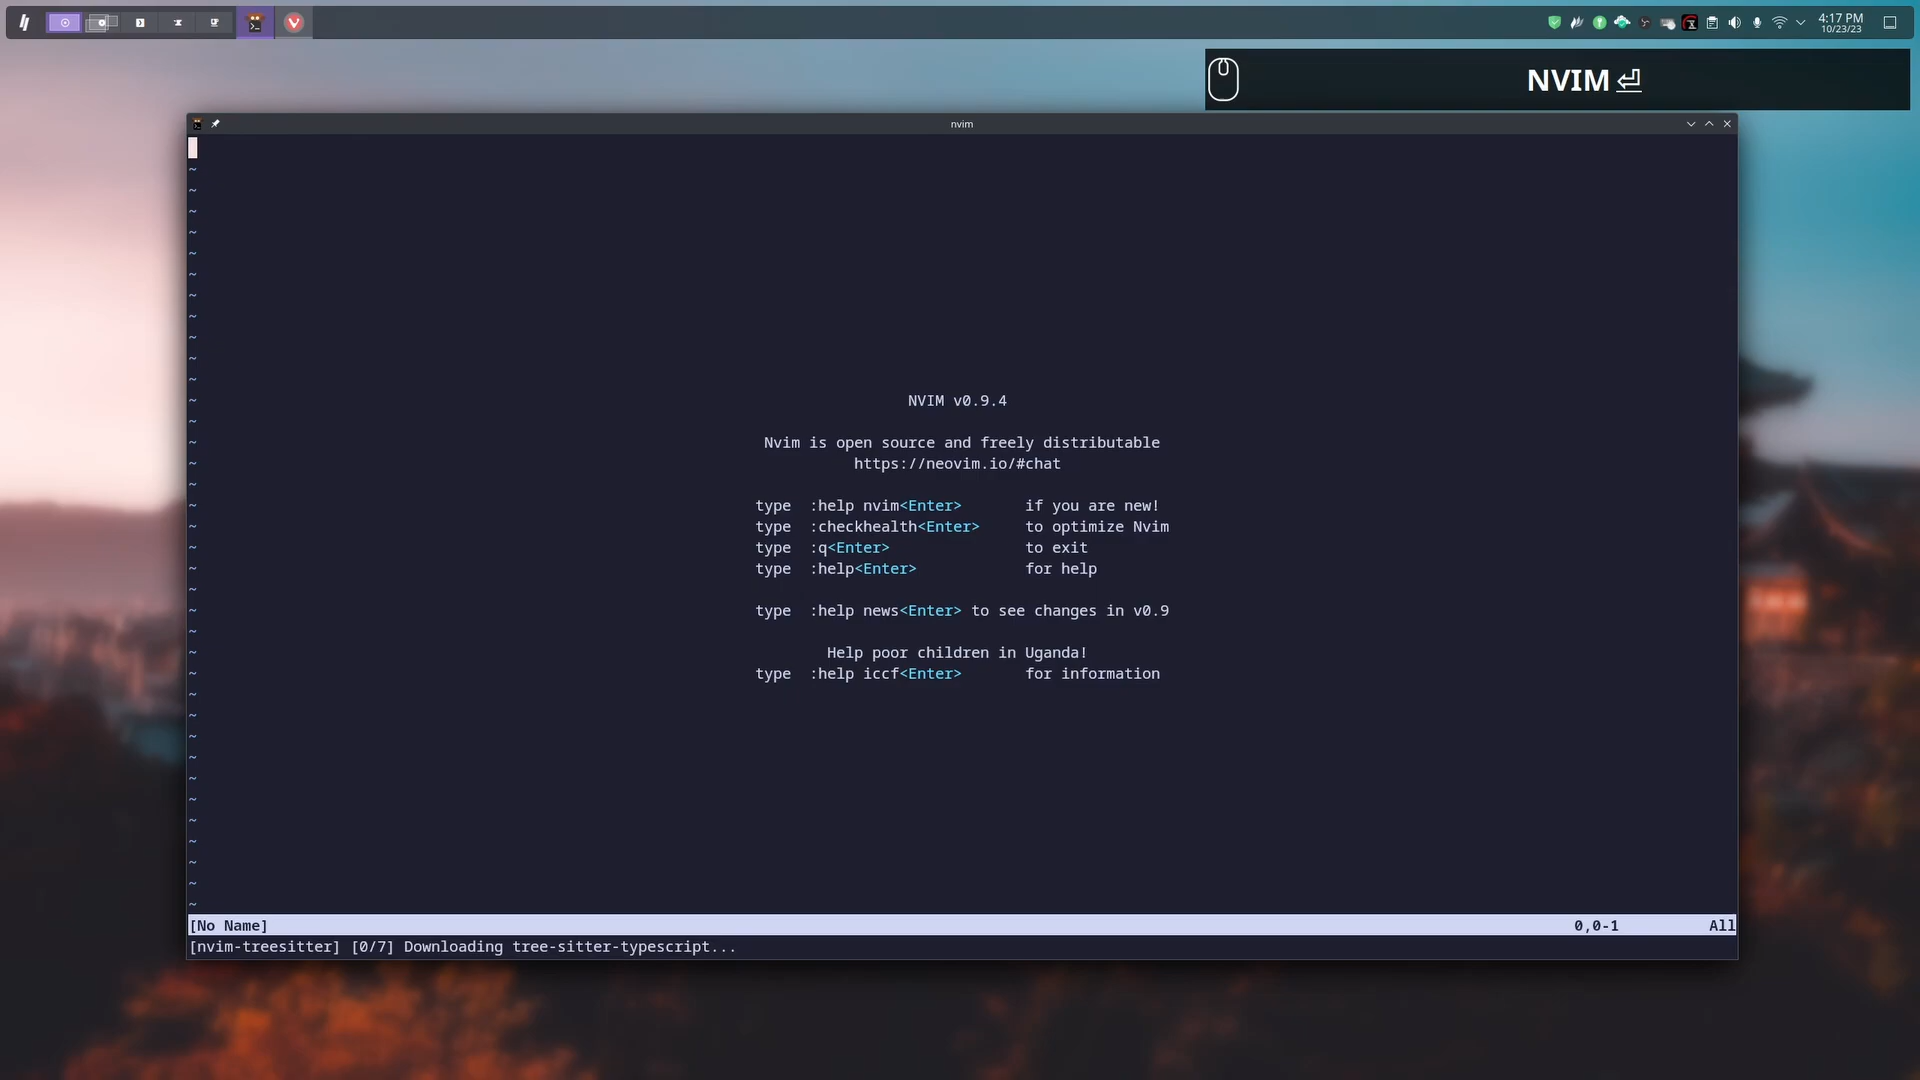 4:17 PM
10/23/23
NVIM ⏎
nvim
~
~
~
~
~
~
~
~
~
~
~
~ NVIM v0.9.4
~
~ Nvim is open source and freely distributable
~ https://neovim.io/#chat
~
~ type :help nvim<Enter> if you are new!
~ type :checkhealth<Enter> to optimize Nvim
~ type :q<Enter> to exit
~ type :help<Enter> for help
~
~ type :help news<Enter> to see changes in v0.9
~
~ Help poor children in Uganda!
~ type :help iccf<Enter> for information
~
~
~
~
~
~
~
~
~
~
~
[No Name] 0,0-1 All
[nvim-treesitter] [0/7] Downloading tree-sitter-typescript...